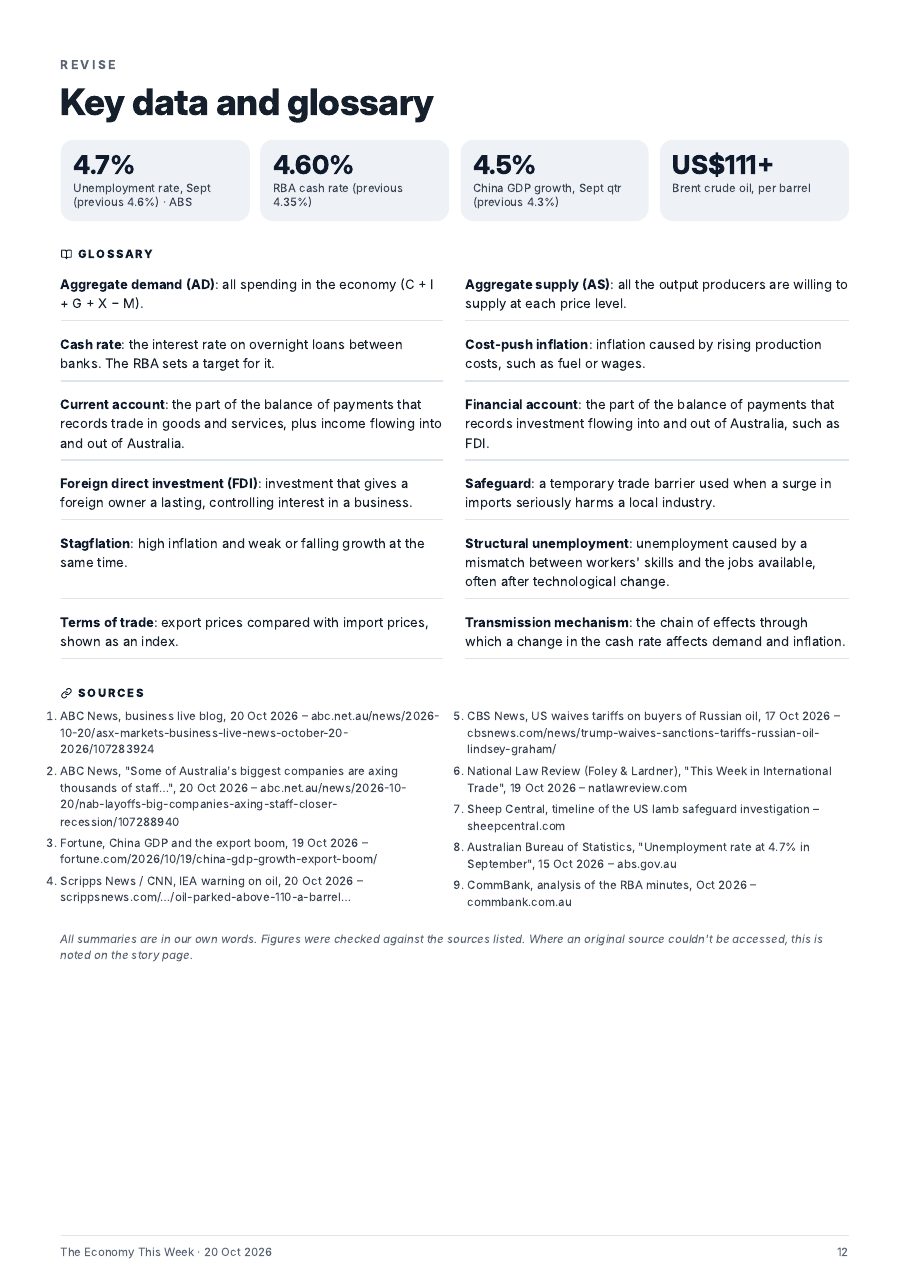 REVISE
Key data and glossary
4.7%
Unemployment rate, Sept
(previous 4.6%) · ABS
4.60%
RBA cash rate (previous
4.35%)
4.5%
China GDP growth, Sept qtr
(previous 4.3%)
US$111+
Brent crude oil, per barrel
GLOSSARY
Aggregate demand (AD): all spending in the economy (C + I
+ G + X − M).
Aggregate supply (AS): all the output producers are willing to
supply at each price level.
Cash rate: the interest rate on overnight loans between
banks. The RBA sets a target for it.
Cost-push inflation: inflation caused by rising production
costs, such as fuel or wages.
Current account: the part of the balance of payments that
records trade in goods and services, plus income flowing into
and out of Australia.
Financial account: the part of the balance of payments that
records investment flowing into and out of Australia, such as
FDI.
Foreign direct investment (FDI): investment that gives a
foreign owner a lasting, controlling interest in a business.
Safeguard: a temporary trade barrier used when a surge in
imports seriously harms a local industry.
Stagflation: high inflation and weak or falling growth at the
same time.
Structural unemployment: unemployment caused by a
mismatch between workers' skills and the jobs available,
often after technological change.
Terms of trade: export prices compared with import prices,
shown as an index.
Transmission mechanism: the chain of effects through
which a change in the cash rate affects demand and inflation.
SOURCES
1. ABC News, business live blog, 20 Oct 2026 – abc.net.au/news/2026-
10-20/asx-markets-business-live-news-october-20-
2026/107283924
2. ABC News, "Some of Australia's biggest companies are axing
thousands of staff...", 20 Oct 2026 – abc.net.au/news/2026-10-
20/nab-layoffs-big-companies-axing-staff-closer-
recession/107288940
3. Fortune, China GDP and the export boom, 19 Oct 2026 –
fortune.com/2026/10/19/china-gdp-growth-export-boom/
4. Scripps News / CNN, IEA warning on oil, 20 Oct 2026 –
scrippsnews.com/.../oil-parked-above-110-a-barrel...
5. CBS News, US waives tariffs on buyers of Russian oil, 17 Oct 2026 –
cbsnews.com/news/trump-waives-sanctions-tariffs-russian-oil-
lindsey-graham/
6. National Law Review (Foley & Lardner), "This Week in International
Trade", 19 Oct 2026 – natlawreview.com
7. Sheep Central, timeline of the US lamb safeguard investigation –
sheepcentral.com
8. Australian Bureau of Statistics, "Unemployment rate at 4.7% in
September", 15 Oct 2026 – abs.gov.au
9. CommBank, analysis of the RBA minutes, Oct 2026 –
commbank.com.au
All summaries are in our own words. Figures were checked against the sources listed. Where an original source couldn't be accessed, this is
noted on the story page.
The Economy This Week · 20 Oct 2026
12